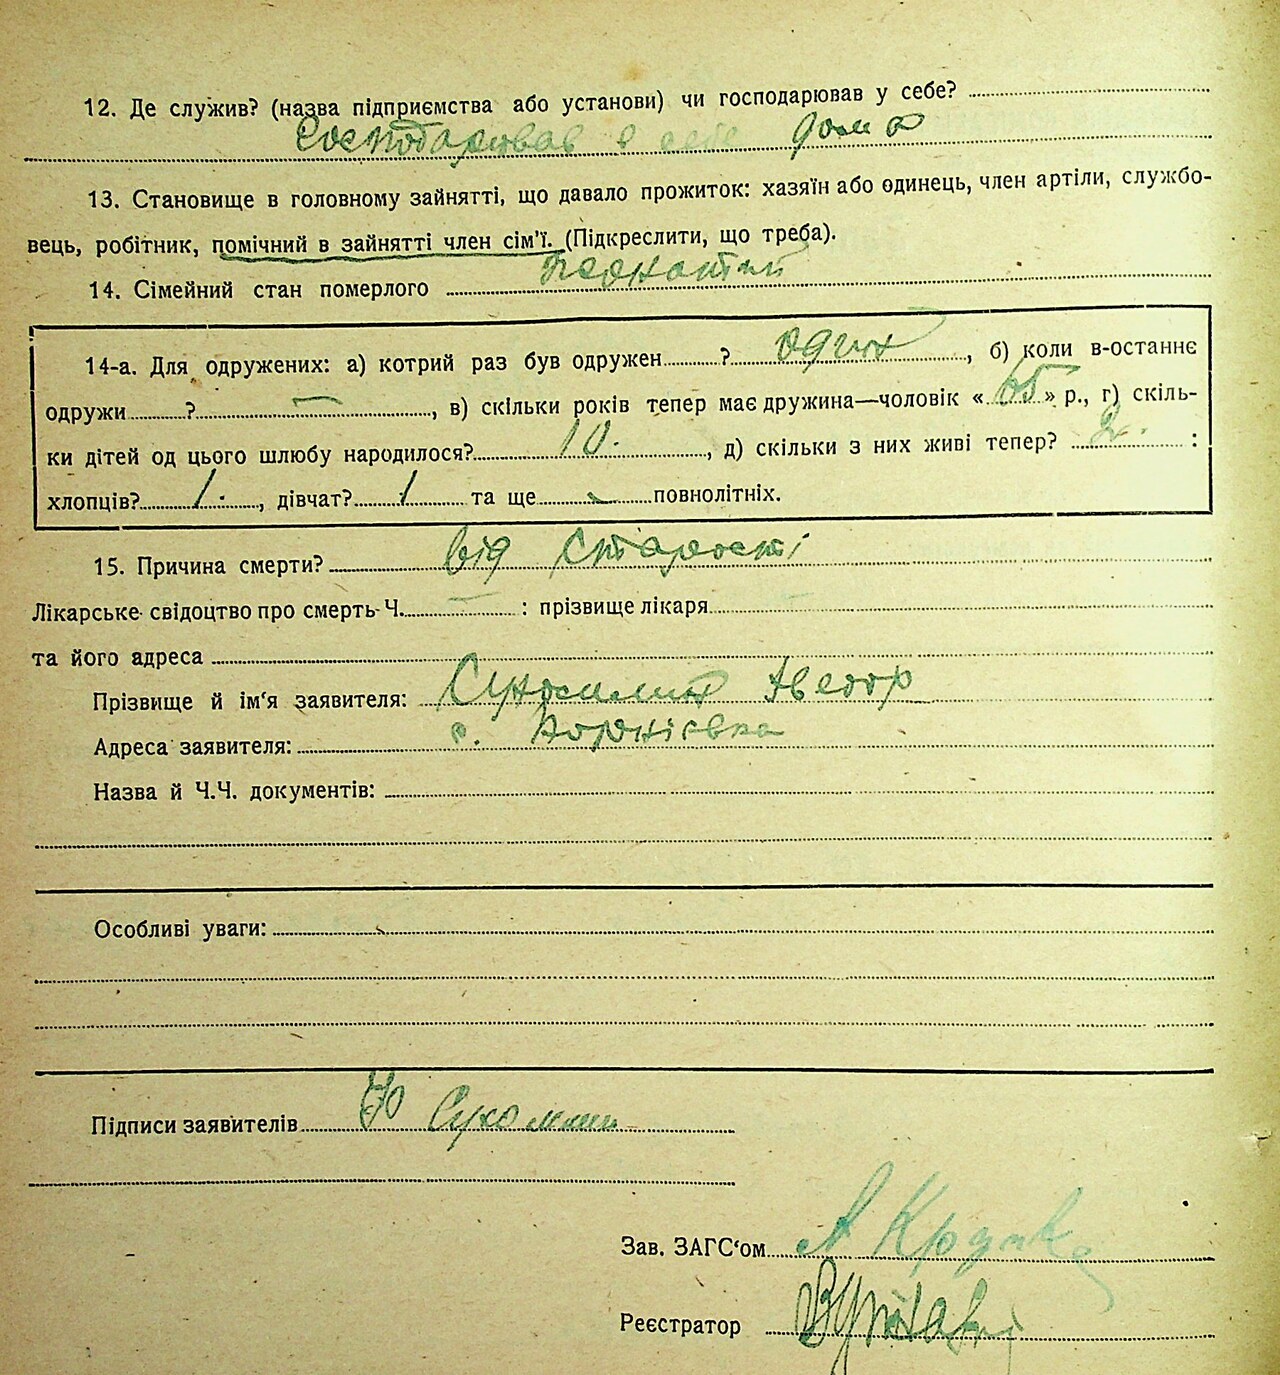 12. Де служив? (назва підприємства або установи) чи господарював у себе?
Господарював в себе дома
13. Становище в головному зайнятті, що давало прожиток: хазяїн або одинець, член артіли, службо-
вець, робітник, помічний в зайнятті член сім'ї. (Підкреслити, що треба).
14. Сімейний стан померлого
14-а. Для одружених: а) котрий раз був одружен ? один, б) коли в-останнє
одружи ? —, в) скільки років тепер має дружина—чоловік «65» р., г) скіль-
ки дітей од цього шлюбу народилося? 10., д) скільки з них живі тепер? 2. :
хлопців? 1., дівчат? 1 та ще - повнолітніх.
15. Причина смерти? від старості
Лікарське свідоцтво про смерть Ч. — : прізвище лікаря —
та його адреса
Прізвище й ім'я заявителя: Сухомлин
Адреса заявителя: с.
Назва й Ч.Ч. документів:
Особливі уваги:
Підписи заявителів Сухомлин
Зав. ЗАГС'ом
Реєстратор